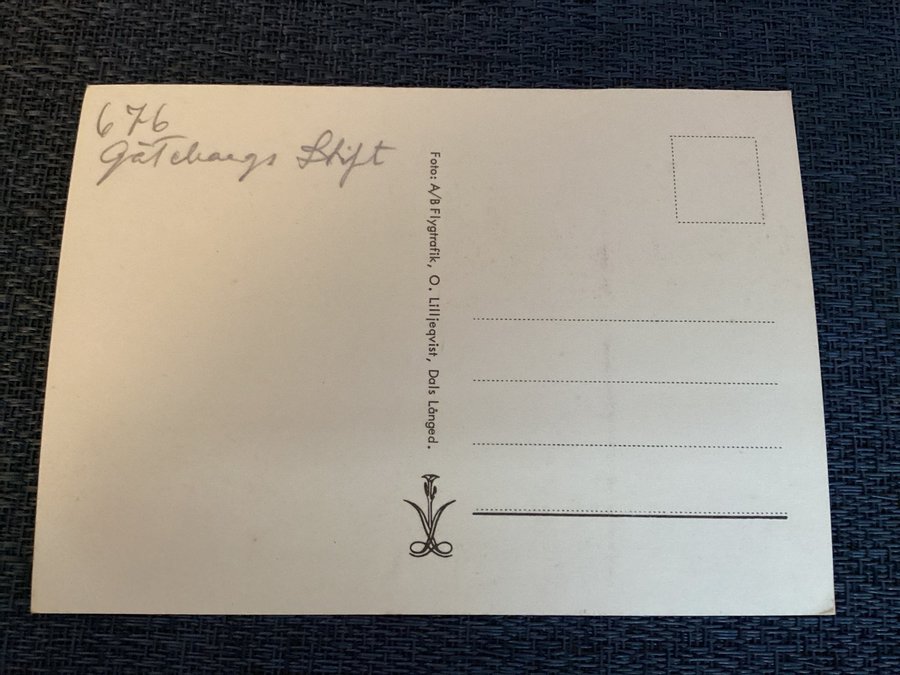 676
Göteborgs Stift
Foto: A/B Flygtrafik, O. Lilljeqvist, Dals Långed.